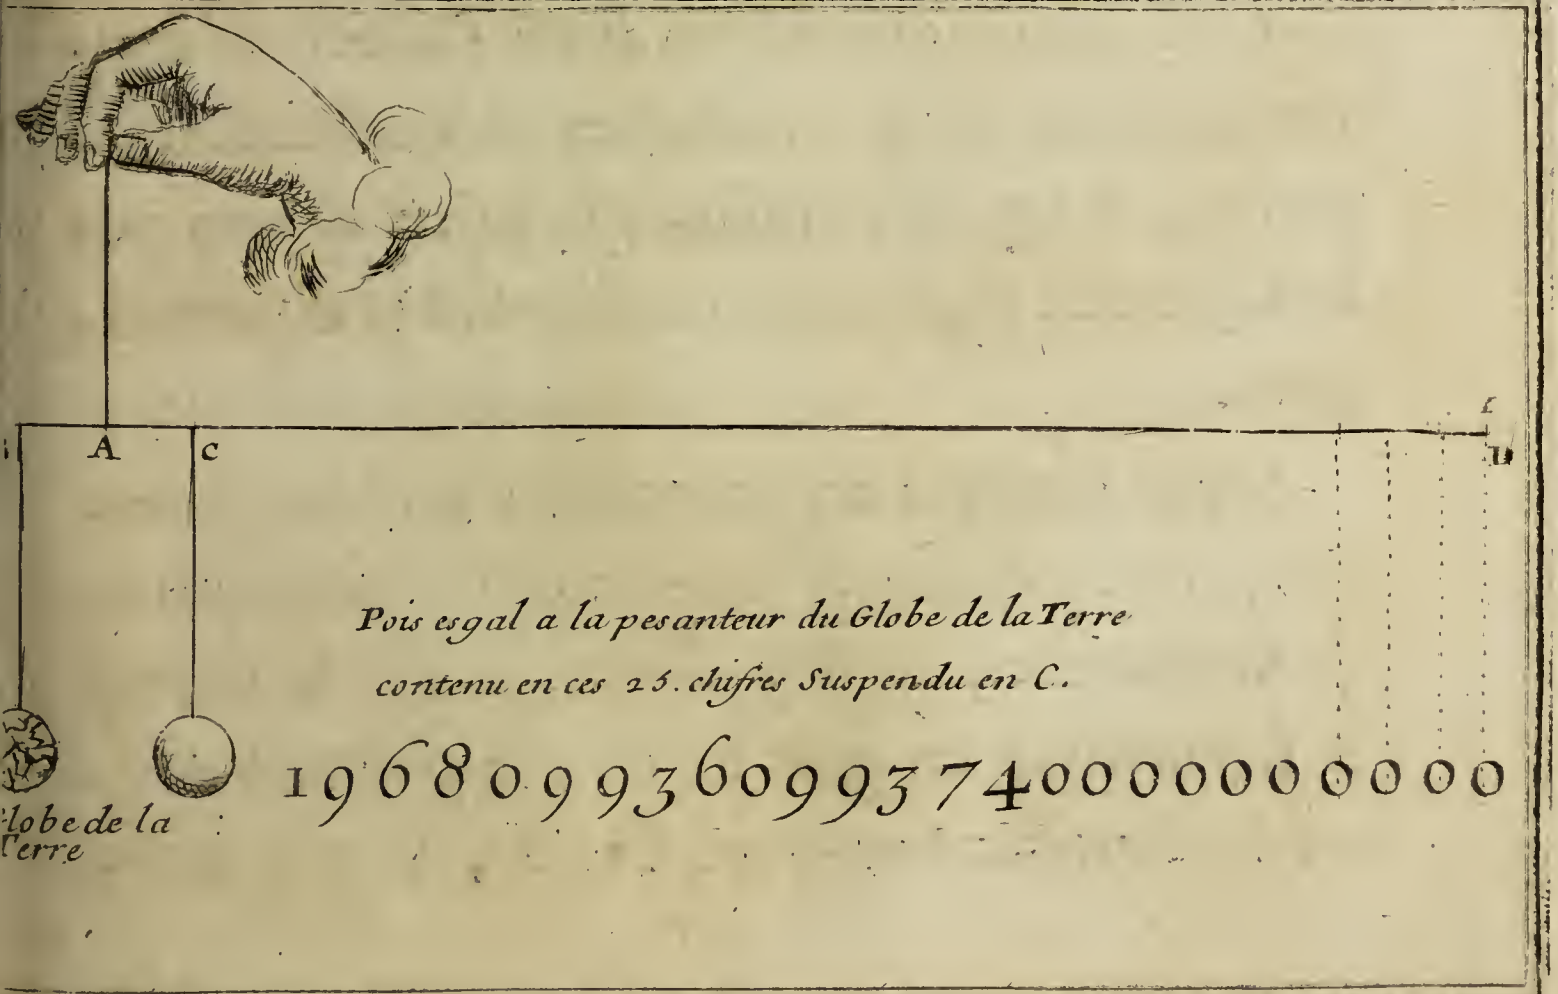 A C D
Pois esgal a la pesanteur du Globe de la Terre
contenu en ces 25. chifres Suspendu en C.
1968099360993740000000000
lobe de la :
Terre